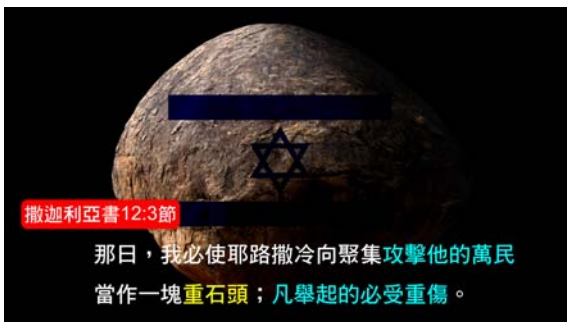 撒迦利亞書12:3節
那日，我必使耶路撒冷向聚集攻擊他的萬民
當作一塊重石頭；凡舉起的必受重傷。